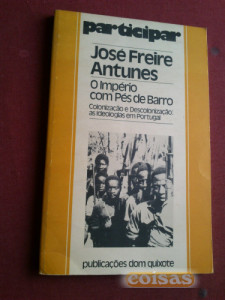 participar
José Freire
Antunes
O Império
com Pés de Barro
Colonização e Descolonização:
as Ideologias em Portugal
publicações dom quixote
coisas